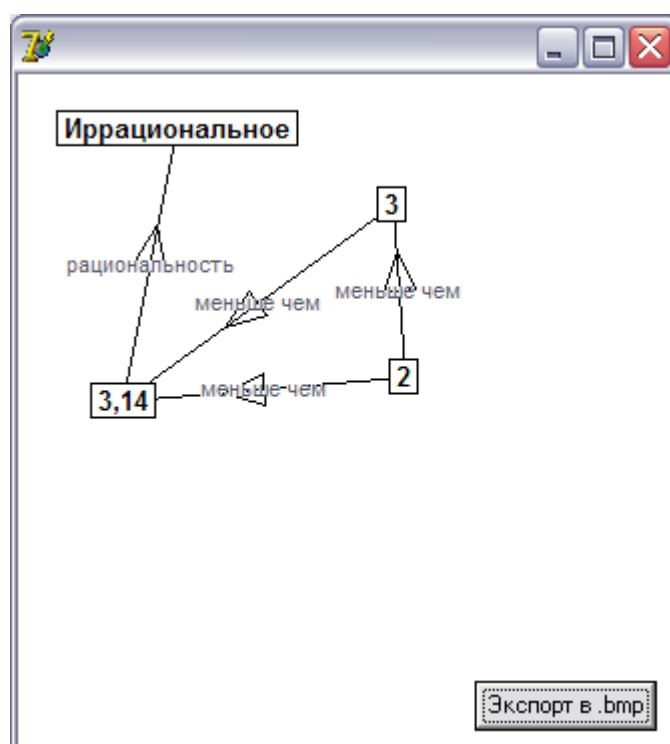 Иррациональное
3
рациональность
меньше чем
меньше чем
2
меньше чем
3,14
Экспорт в .bmp